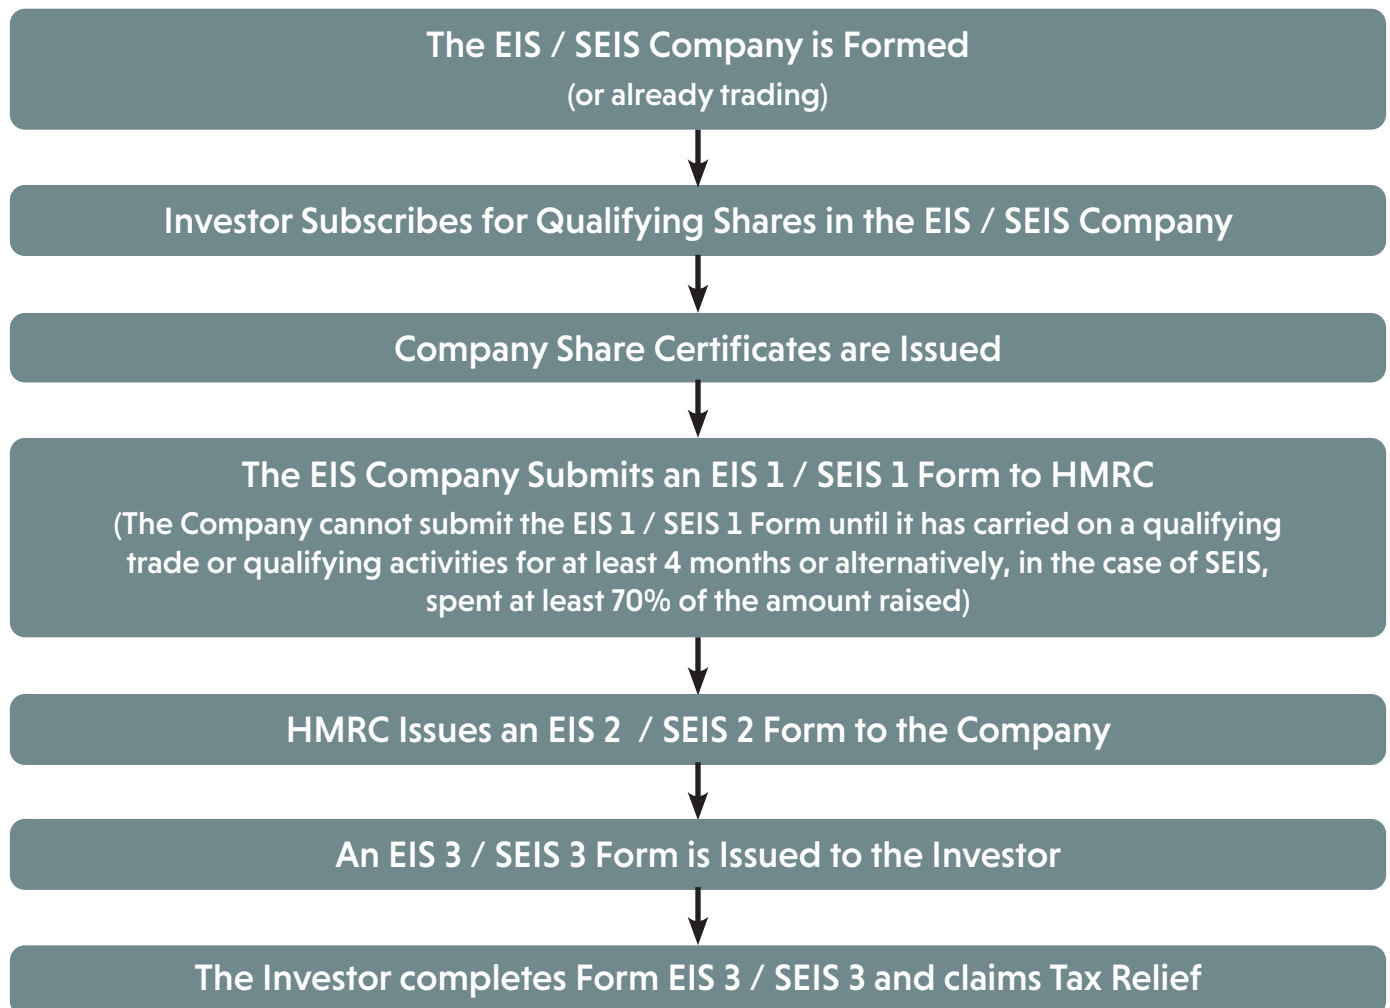 The EIS / SEIS Company is Formed
(or already trading)
Investor Subscribes for Qualifying Shares in the EIS / SEIS Company
Company Share Certificates are Issued
The EIS Company Submits an EIS 1 / SEIS 1 Form to HMRC
(The Company cannot submit the EIS 1 / SEIS 1 Form until it has carried on a qualifying
trade or qualifying activities for at least 4 months or alternatively, in the case of SEIS,
spent at least 70% of the amount raised)
HMRC Issues an EIS 2 / SEIS 2 Form to the Company
An EIS 3 / SEIS 3 Form is Issued to the Investor
The Investor completes Form EIS 3 / SEIS 3 and claims Tax Relief